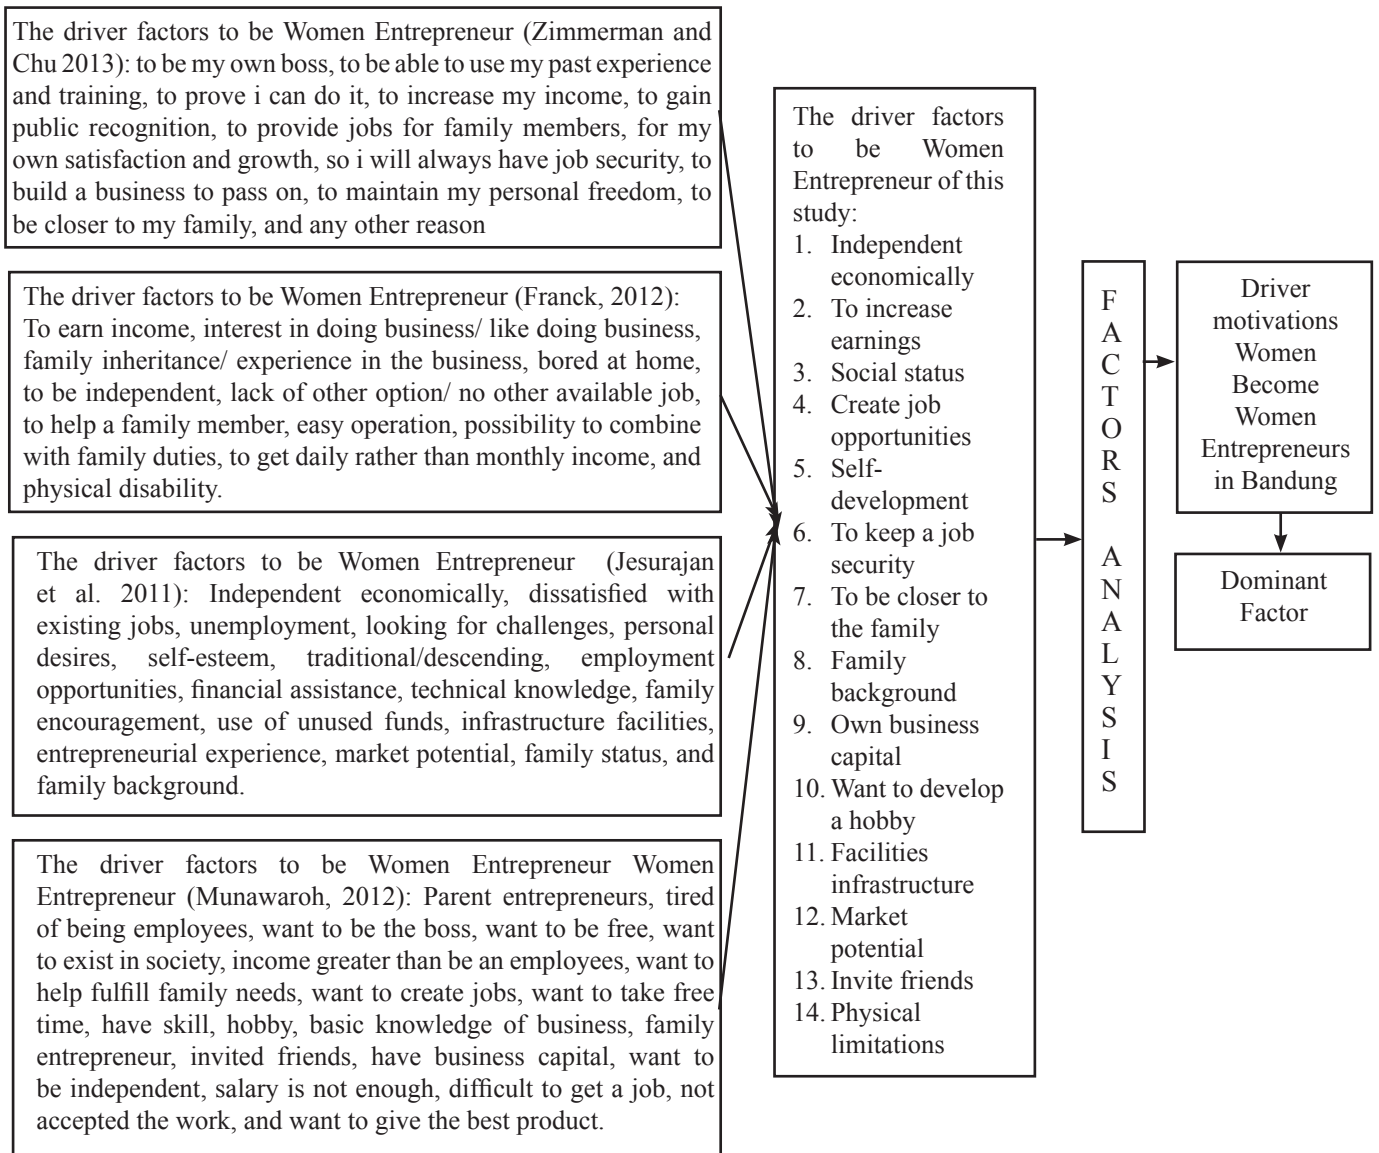 The driver factors to be Women Entrepreneur (Zimmerman and
Chu 2013): to be my own boss, to be able to use my past experience
and training, to prove i can do it, to increase my income, to gain
public recognition, to provide jobs for family members, for my
own satisfaction and growth, so i will always have job security, to
build a business to pass on, to maintain my personal freedom, to
be closer to my family, and any other reason
The driver factors to be Women Entrepreneur (Franck, 2012):
To earn income, interest in doing business/ like doing business,
family inheritance/ experience in the business, bored at home,
to be independent, lack of other option/ no other available job,
to help a family member, easy operation, possibility to combine
with family duties, to get daily rather than monthly income, and
physical disability.
The driver factors to be Women Entrepreneur (Jesurajan
et al. 2011): Independent economically, dissatisfied with
existing jobs, unemployment, looking for challenges, personal
desires, self-esteem, traditional/descending, employment
opportunities, financial assistance, technical knowledge, family
encouragement, use of unused funds, infrastructure facilities,
entrepreneurial experience, market potential, family status, and
family background.
The driver factors to be Women Entrepreneur Women
Entrepreneur (Munawaroh, 2012): Parent entrepreneurs, tired
of being employees, want to be the boss, want to be free, want
to exist in society, income greater than be an employees, want to
help fulfill family needs, want to create jobs, want to take free
time, have skill, hobby, basic knowledge of business, family
entrepreneur, invited friends, have business capital, want to
be independent, salary is not enough, difficult to get a job, not
accepted the work, and want to give the best product.
The driver factors
to be Women
Entrepreneur of this
study:
1. Independent
economically
2. To increase
earnings
3. Social status
4. Create job
opportunities
5. Self-
development
6. To keep a job
security
7. To be closer to
the family
8. Family
background
9. Own business
capital
10. Want to develop
a hobby
11. Facilities
infrastructure
12. Market
potential
13. Invite friends
14. Physical
limitations
F
A
C
T
O
R
S
A
N
A
L
Y
S
I
S
Driver
motivations
Women
Become
Women
Entrepreneurs
in Bandung
Dominant
Factor